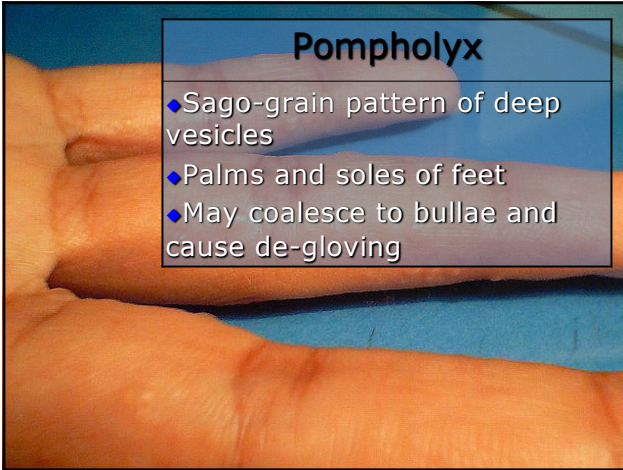 Pompholyx
◆Sago-grain pattern of deep
vesicles
◆Palms and soles of feet
◆May coalesce to bullae and
cause de-gloving